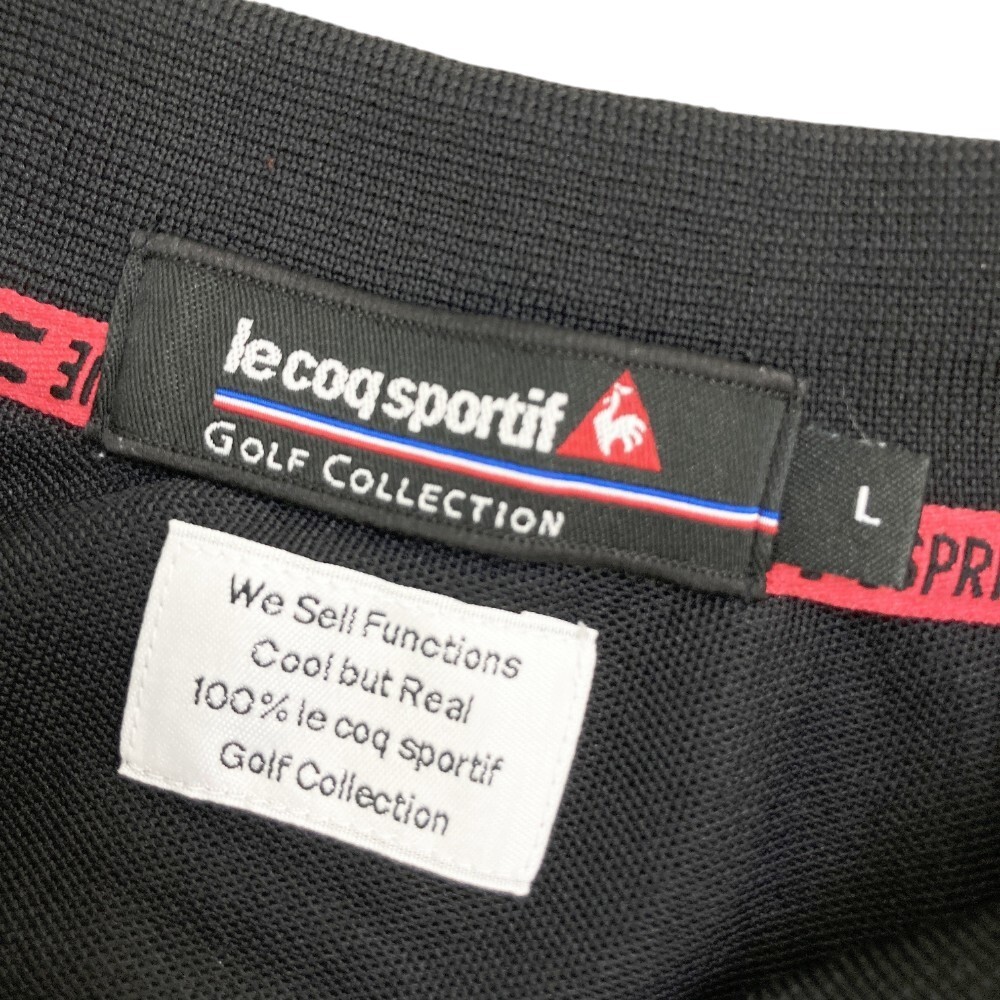 le coq sportif
GOLF COLLECTION
L
We Sell Functions
Cool but Real
100% le coq sportif
Golf Collection